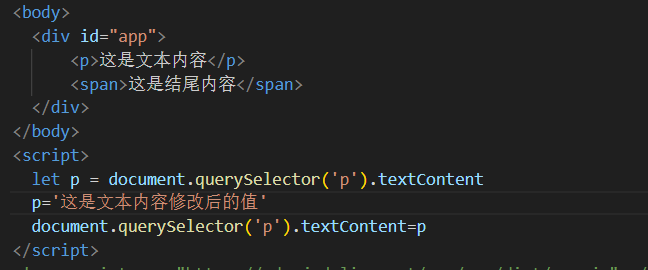 <body>
<div id="app">
<p>这是文本内容</p>
<span>这是结尾内容</span>
</div>
</body>
<script>
let p = document.querySelector('p').textContent
p='这是文本内容修改后的值'
document.querySelector('p').textContent=p
</script>